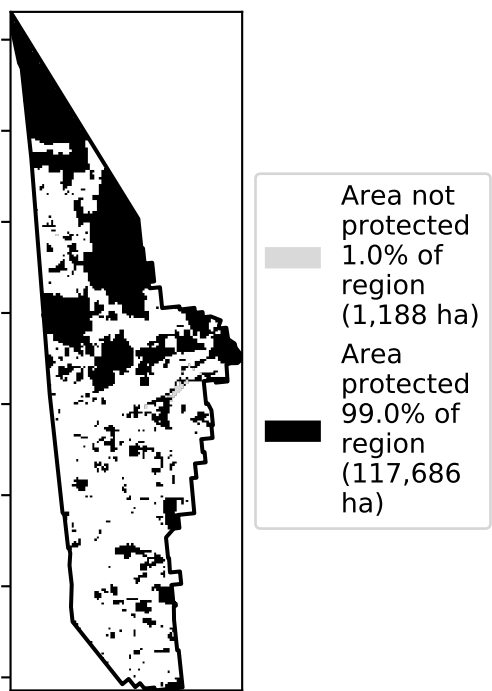 Area not
protected
1.0% of
region
(1,188 ha)
Area
protected
99.0% of
region
(117,686
ha)